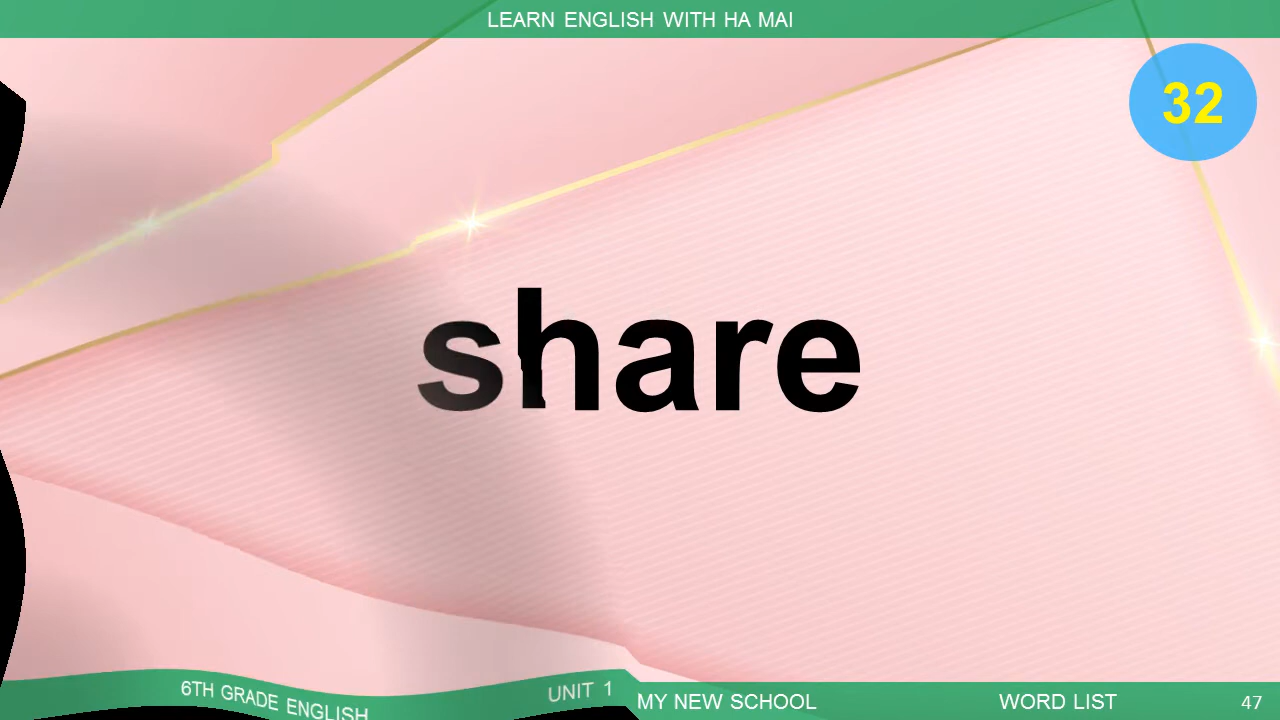 LEARN ENGLISH WITH HA MAI
32
share
6TH GRADE ENGLISH UNIT 1 MY NEW SCHOOL WORD LIST 47